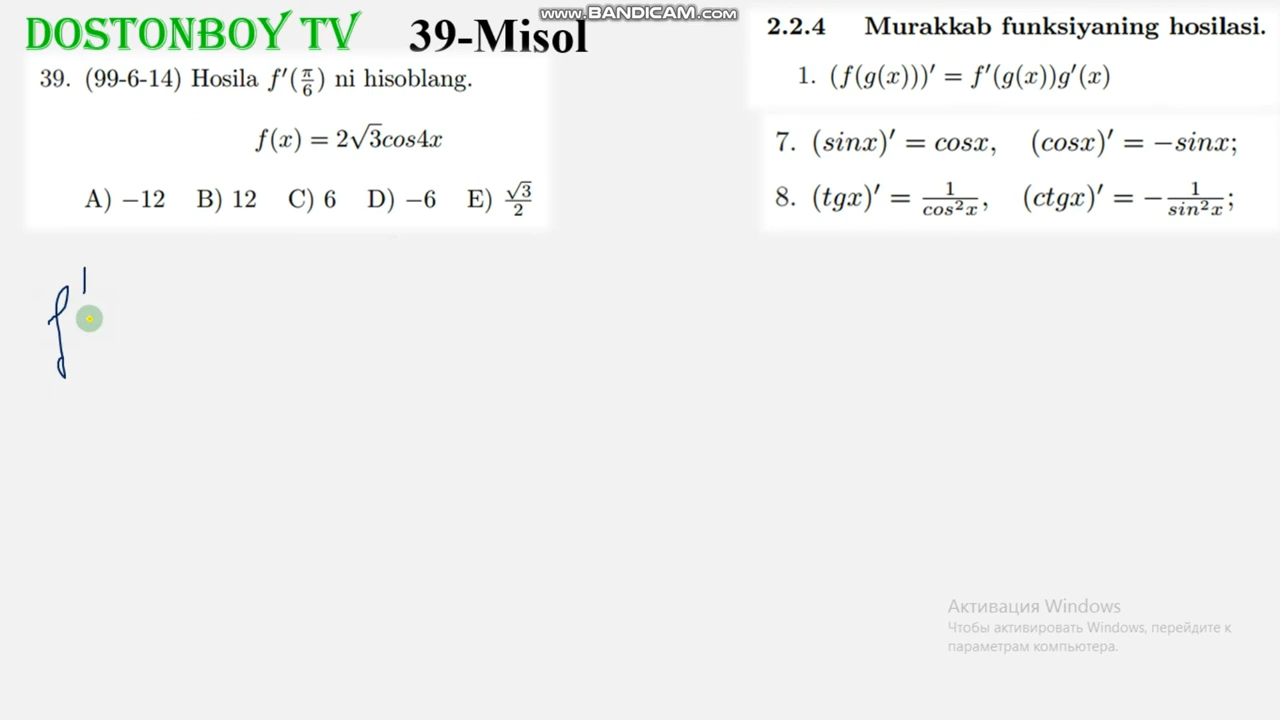 www.BANDICAM.com
DOSTONBOY TV 39-Misol
39. (99-6-14) Hosila f′(π/6) ni hisoblang.
f(x) = 2√3cos4x
A) −12 B) 12 C) 6 D) −6 E) √3/2
2.2.4 Murakkab funksiyaning hosilasi.
1. (f(g(x)))′ = f′(g(x))g′(x)
7. (sinx)′ = cosx, (cosx)′ = −sinx;
8. (tgx)′ = 1/cos²x, (ctgx)′ = −1/sin²x;
f'
Активация Windows
Чтобы активировать Windows, перейдите к
параметрам компьютера.